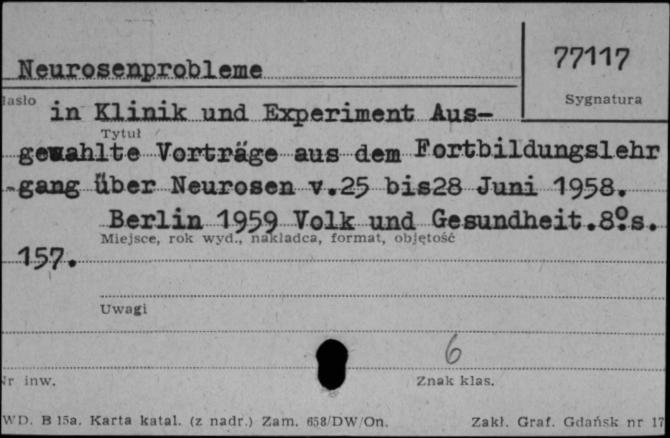 Neurosenprobleme
77117
Hasło
Sygnatura
in Klinik und Experiment Aus-
Tytuł
gewahlte Vorträge aus dem Fortbildungslehr
-gang über Neurosen v.25 bis28 Juni 1958.
Berlin 1959 Volk und Gesundheit.8º.s.
Miejsce, rok wyd., nakładca, format, objętość
157.
Uwagi
6
Nr inw.
Znak klas.
WD. B 15a. Karta katal. (z nadr.) Zam. 658/DW/On.
Zakł. Graf. Gdańsk nr 17